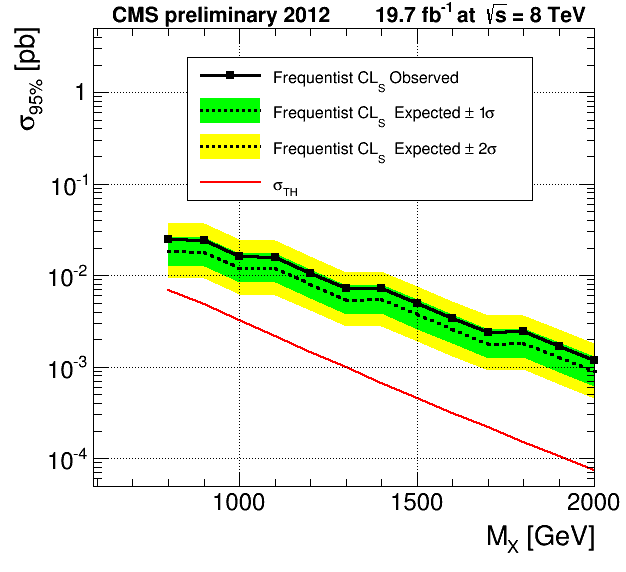 CMS preliminary 2012 19.7 fb⁻¹ at √s = 8 TeV
σ95% [pb]
Frequentist CLS Observed
Frequentist CLS Expected ± 1σ
Frequentist CLS Expected ± 2σ
σTH
1
10⁻¹
10⁻²
10⁻³
10⁻⁴
1000 1500 2000
MX [GeV]